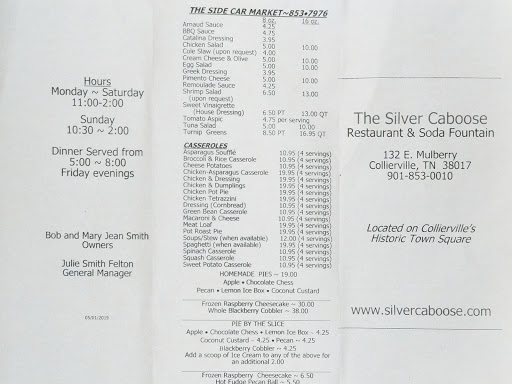 Hours
Monday ~ Saturday
11:00-2:00
Sunday
10:30 ~ 2:00
Dinner Served from
5:00 ~ 8:00
Friday evenings
Bob and Mary Jean Smith
Owners
Julie Smith Felton
General Manager
05/01/2015
THE SIDE CAR MARKET~853•7976
8 oz. 16 oz.
Arnaud Sauce 4.25
BBQ Sauce 4.75
Catalina Dressing 3.95
Chicken Salad 5.00 10.00
Cole Slaw (upon request) 4.00
Cream Cheese & Olive 5.00
Egg Salad 5.00 10.00
Greek Dressing 3.95
Pimento Cheese 5.00 10.00
Remoulade Sauce 4.25
Shrimp Salad 6.50 13.00
(upon request)
Sweet Vinaigrette
(House Dressing) 6.50 PT 13.00 QT
Tomato Aspic 4.75 per serving
Tuna Salad 5.00 10.00
Turnip Greens 8.50 PT 16.95 QT
CASSEROLES
Asparagus Soufflé 10.95 (4 servings)
Broccoli & Rice Casserole 10.95 (4 servings)
Cheese Potatoes 10.95 (4 servings)
Chicken-Asparagus Casserole 19.95 (4 servings)
Chicken & Dressing 19.95 (4 servings)
Chicken & Dumplings 19.95 (4 servings)
Chicken Pot Pie 19.95 (4 servings)
Chicken Tetrazzini 19.95 (4 servings)
Dressing (Cornbread) 10.95 (4 servings)
Green Bean Casserole 10.95 (4 servings)
Macaroni & Cheese 10.95 (4 servings)
Meat Loaf 19.95 (4 servings)
Pot Roast Pie 19.95 (4 servings)
Soups/Stew (when available) 12.00 (4 servings)
Spaghetti (when available) 19.95 (4 servings)
Spinach Casserole 10.95 (4 servings)
Squash Casserole 10.95 (4 servings)
Sweet Potato Casserole 10.95 (4 servings)
HOMEMADE PIES ~ 19.00
Apple • Chocolate Chess
Pecan • Lemon Ice Box • Coconut Custard
Frozen Raspberry Cheesecake ~ 30.00
Whole Blackberry Cobbler ~ 38.00
PIE BY THE SLICE
Apple • Chocolate Chess • Lemon Ice Box ~ 4.25
Coconut Custard ~ 4.25 • Pecan ~ 4.25
Blackberry Cobbler ~ 4.25
Add a scoop of Ice Cream to any of the above for
an additional 2.00
Frozen Raspberry Cheesecake ~ 6.50
Hot Fudge Pecan Ball ~ 5.50
The Silver Caboose
Restaurant & Soda Fountain
132 E. Mulberry
Collierville, TN 38017
901-853-0010
Located on Collierville's
Historic Town Square
www.silvercaboose.com